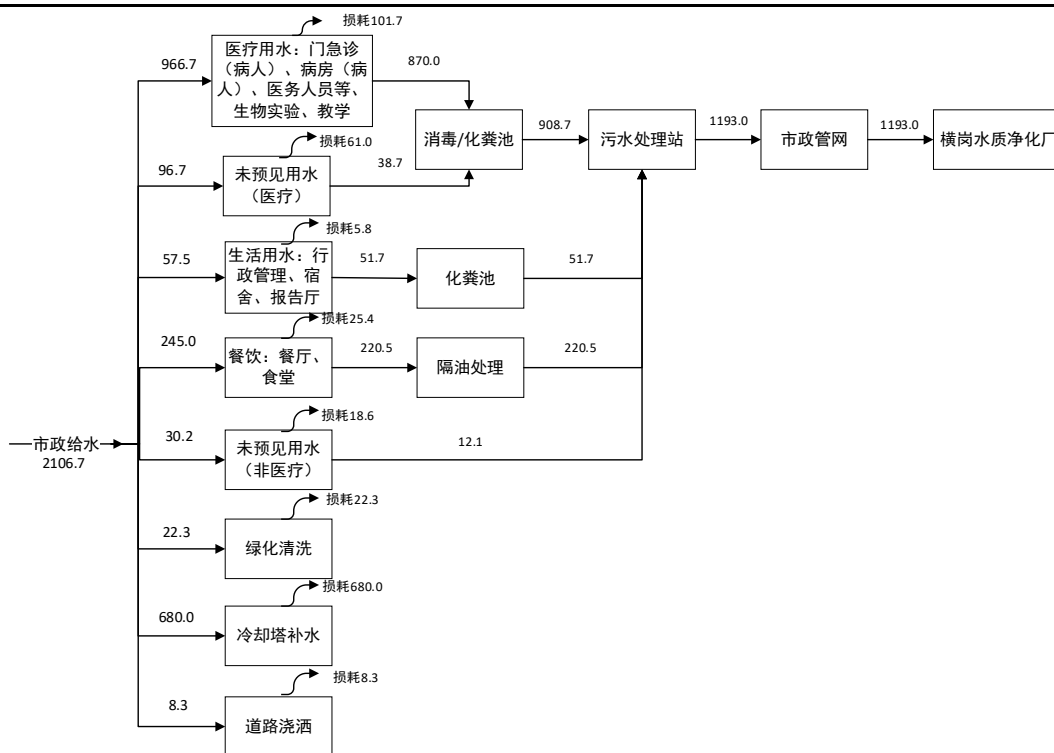 损耗101.7
966.7
医疗用水：门急诊
（病人）、病房（病
人）、医务人员等、
生物实验、教学
870.0
消毒/化粪池
908.7
污水处理站
1193.0
市政管网
1193.0
横岗水质净化厂
损耗61.0
96.7
未预见用水
（医疗）
38.7
损耗5.8
57.5
生活用水：行
政管理、宿
舍、报告厅
51.7
化粪池
51.7
损耗25.4
245.0
餐饮：餐厅、
食堂
220.5
隔油处理
220.5
损耗18.6
30.2
未预见用水
（非医疗）
12.1
市政给水
2106.7
损耗22.3
22.3
绿化清洗
损耗680.0
680.0
冷却塔补水
损耗8.3
8.3
道路浇洒